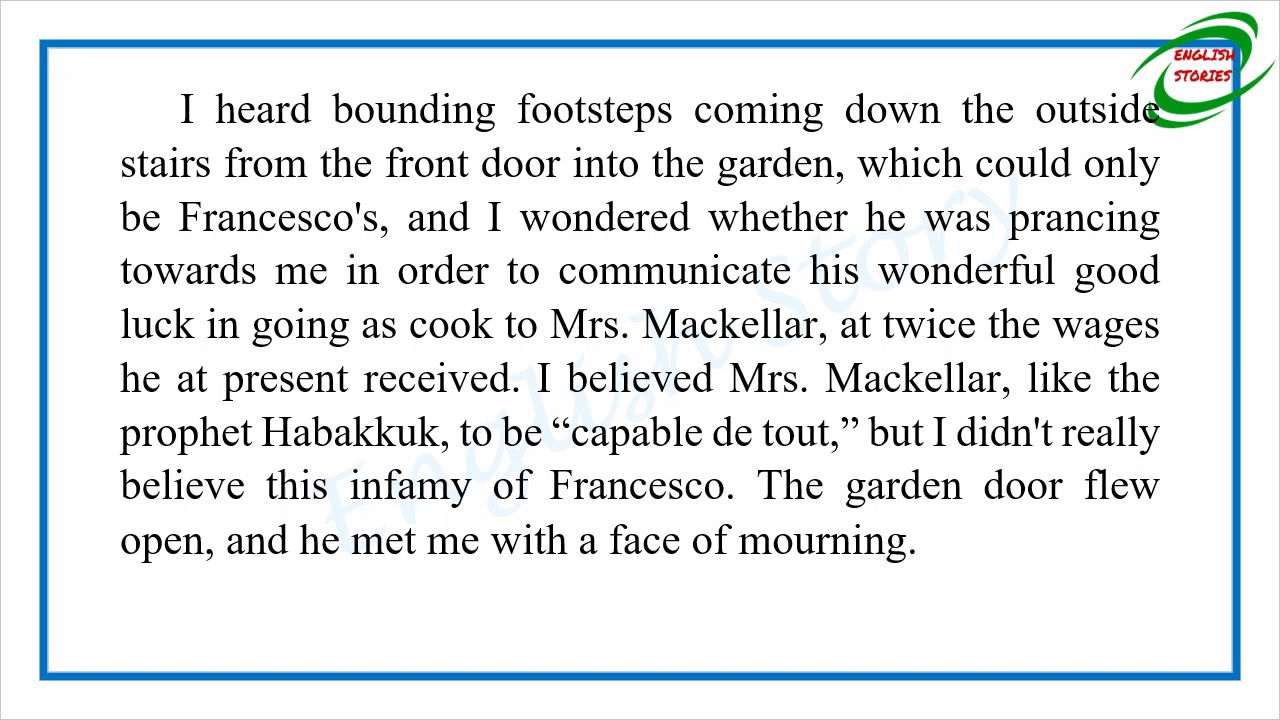 ENGLISH
STORIES
I heard bounding footsteps coming down the outside
stairs from the front door into the garden, which could only
be Francesco's, and I wondered whether he was prancing
towards me in order to communicate his wonderful good
luck in going as cook to Mrs. Mackellar, at twice the wages
he at present received. I believed Mrs. Mackellar, like the
prophet Habakkuk, to be “capable de tout,” but I didn't really
believe this infamy of Francesco. The garden door flew
open, and he met me with a face of mourning.
English Story